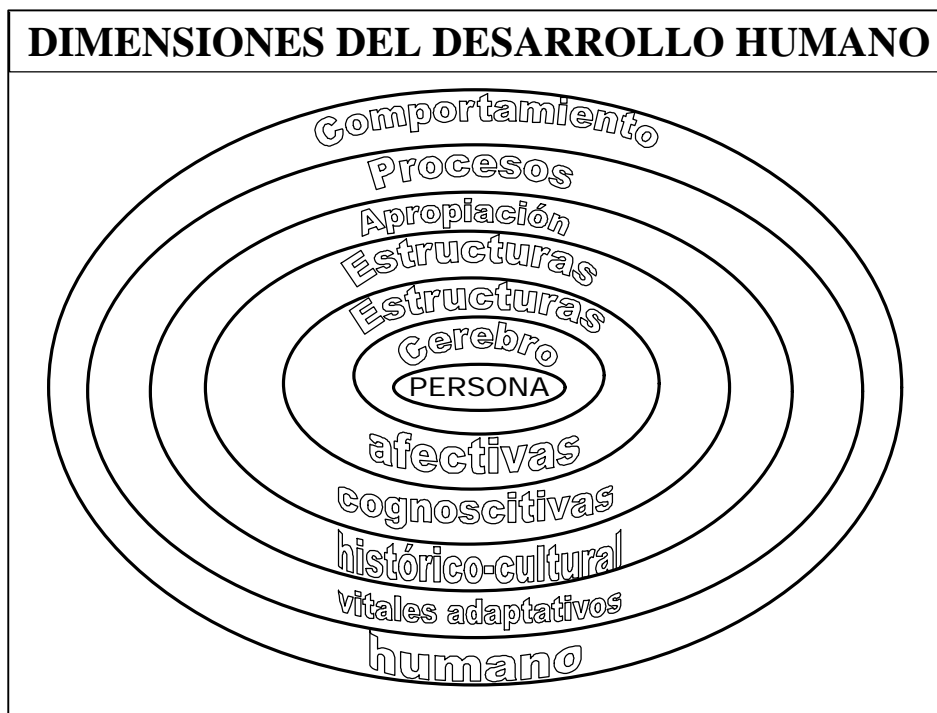 DIMENSIONES DEL DESARROLLO HUMANO
Comportamiento
Procesos
Apropiación
Estructuras
Estructuras
Cerebro
PERSONA
afectivas
cognoscitivas
histórico-cultural
vitales adaptativos
humano